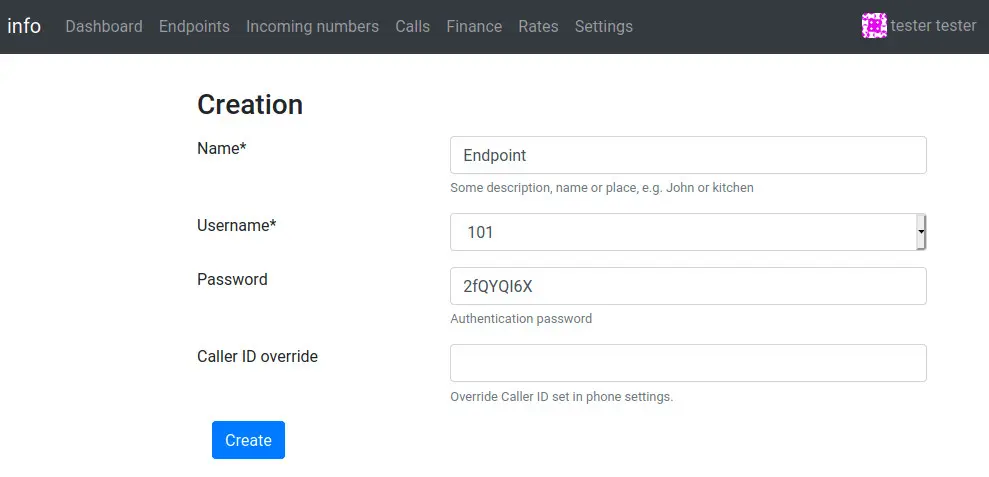 info Dashboard Endpoints Incoming numbers Calls Finance Rates Settings tester tester
Creation
Name* Endpoint
Some description, name or place, e.g. John or kitchen
Username* 101
Password 2fQYQI6X
Authentication password
Caller ID override
Override Caller ID set in phone settings.
Create